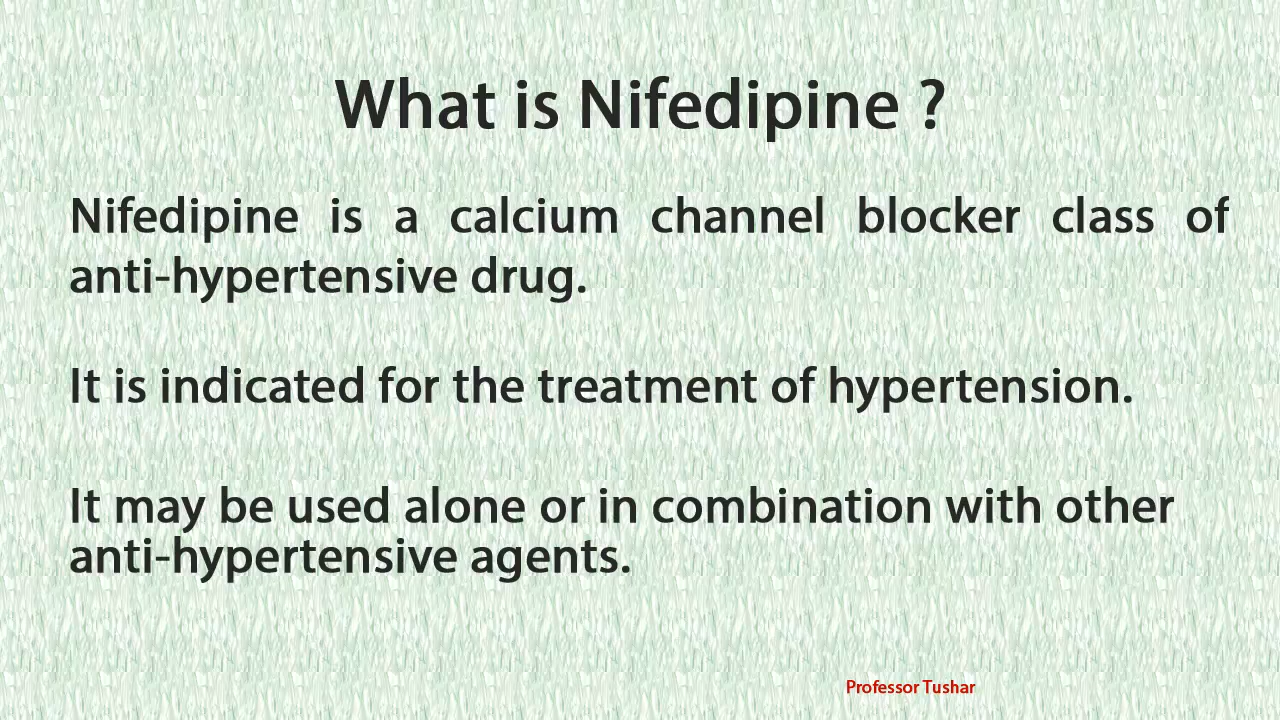 What is Nifedipine ?
Nifedipine is a calcium channel blocker class of
anti-hypertensive drug.
It is indicated for the treatment of hypertension.
It may be used alone or in combination with other
anti-hypertensive agents.
Professor Tushar